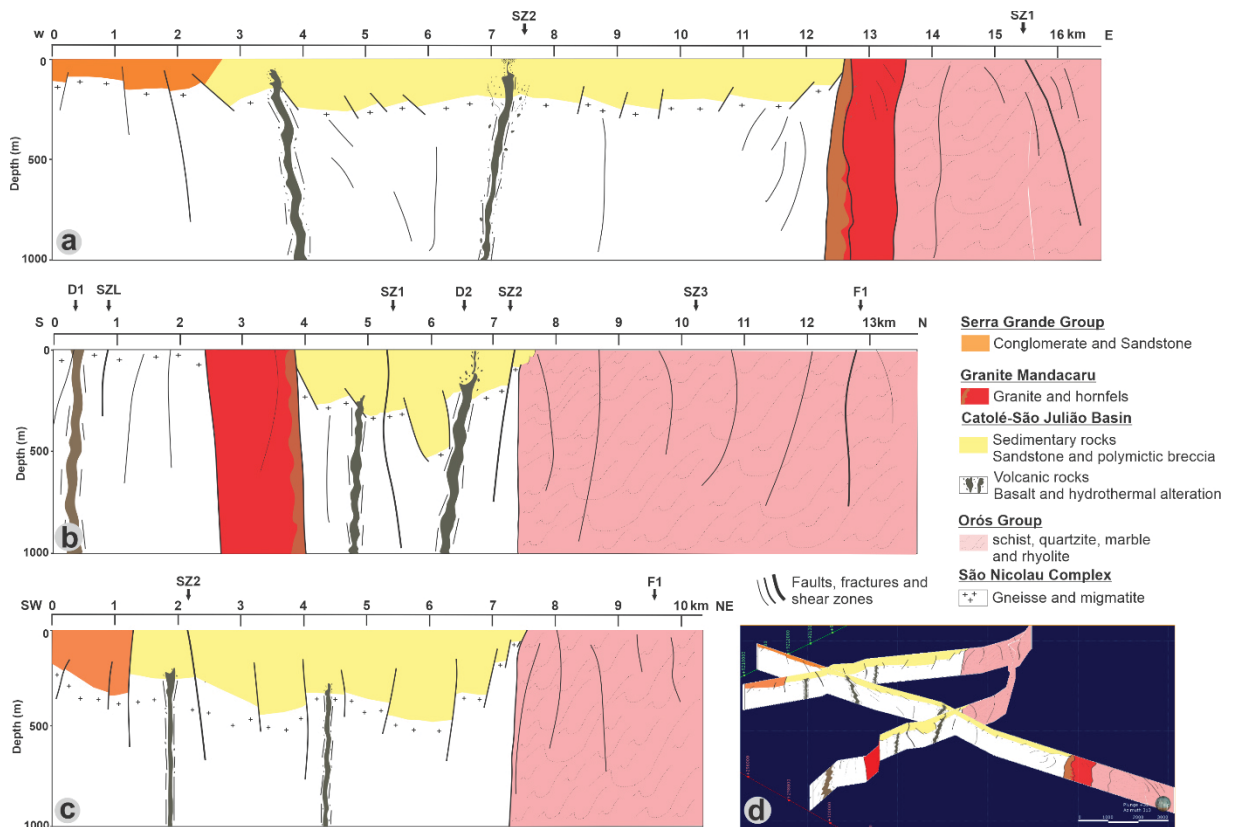 SZ2 SZ1
W 0 1 2 3 4 5 6 7 8 9 10 11 12 13 14 15 16 km E
0
500
1000
Depth (m)
a
D1 SZL SZ1 D2 SZ2 SZ3 F1
S 0 1 2 3 4 5 6 7 8 9 10 11 12 13km N
0
500
1000
Depth (m)
b
SZ2 F1
SW 0 1 2 3 4 5 6 7 8 9 10 km NE
0
500
1000
Depth (m)
c
Serra Grande Group
Conglomerate and Sandstone
Granite Mandacaru
Granite and hornfels
Catolé-São Julião Basin
Sedimentary rocks
Sandstone and polymictic breccia
Volcanic rocks
Basalt and hydrothermal alteration
Orós Group
schist, quartzite, marble
and rhyolite
São Nicolau Complex
Gneisse and migmatite
Faults, fractures and
shear zones
d